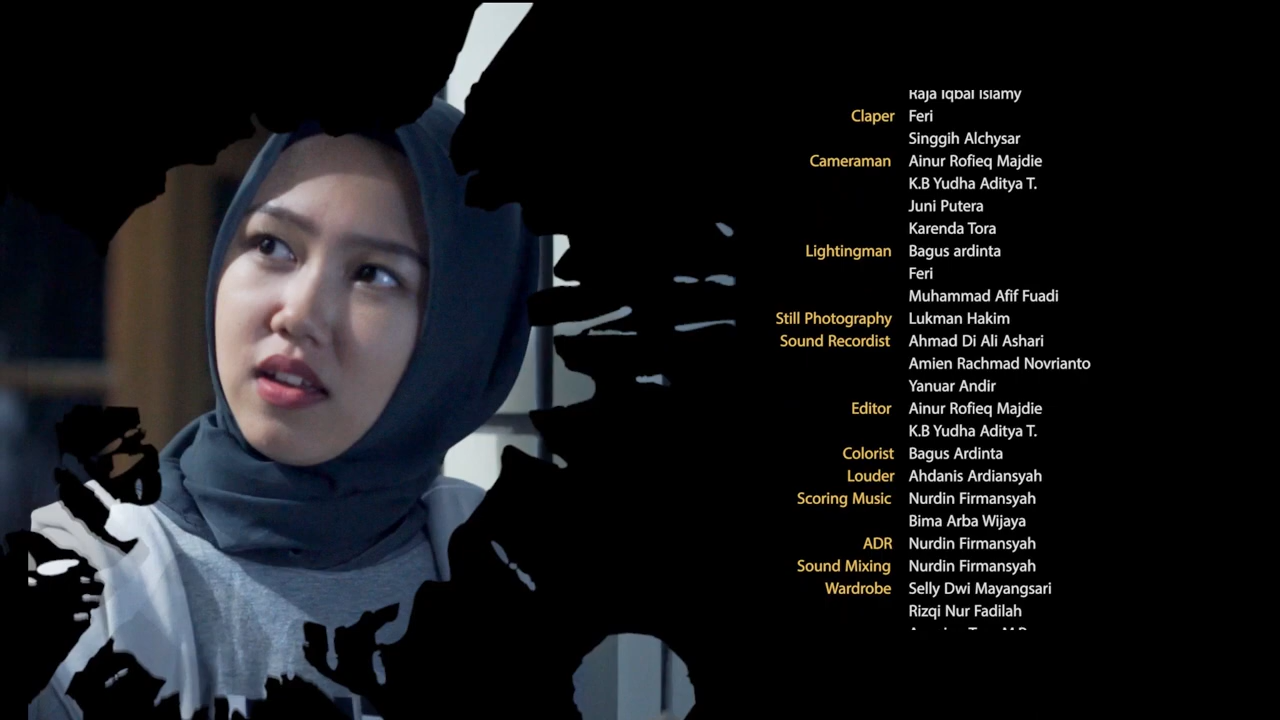 Raja Iqbal Islamy
Claper Feri
Singgih Alchysar
Cameraman Ainur Rofieq Majdie
K.B Yudha Aditya T.
Juni Putera
Karenda Tora
Lightingman Bagus ardinta
Feri
Muhammad Afif Fuadi
Still Photography Lukman Hakim
Sound Recordist Ahmad Di Ali Ashari
Amien Rachmad Novrianto
Yanuar Andir
Editor Ainur Rofieq Majdie
K.B Yudha Aditya T.
Colorist Bagus Ardinta
Louder Ahdanis Ardiansyah
Scoring Music Nurdin Firmansyah
Bima Arba Wijaya
ADR Nurdin Firmansyah
Sound Mixing Nurdin Firmansyah
Wardrobe Selly Dwi Mayangsari
Rizqi Nur Fadilah